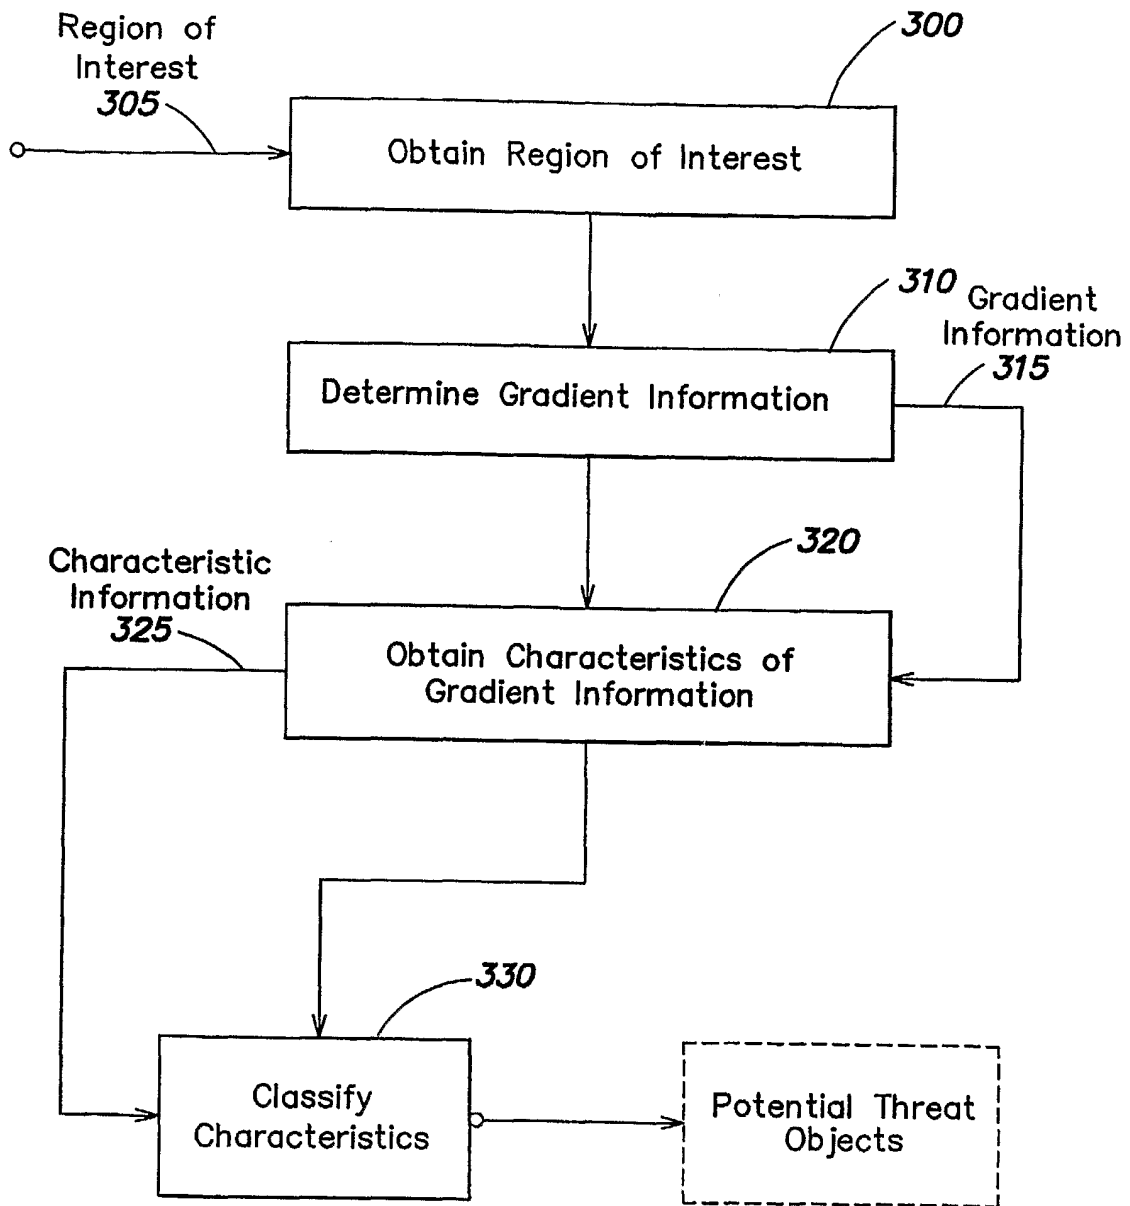 Region of
Interest
305
300
Obtain Region of Interest
310
Gradient
Information
315
Determine Gradient Information
320
Characteristic
Information
325
Obtain Characteristics of
Gradient Information
330
Classify
Characteristics
Potential Threat
Objects